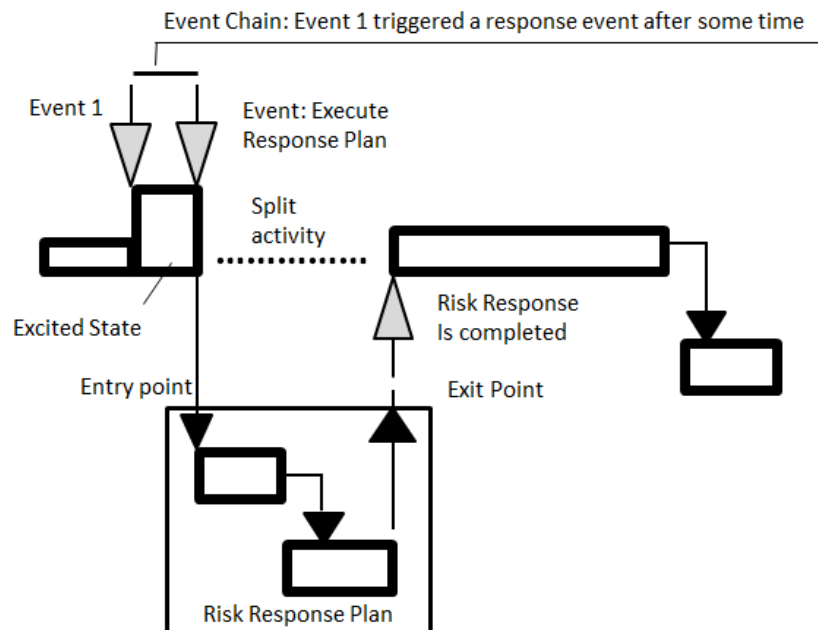 Event Chain: Event 1 triggered a response event after some time
Event 1
Event: Execute
Response Plan
Split
activity
Excited State
Risk Response
Is completed
Entry point
Exit Point
Risk Response Plan